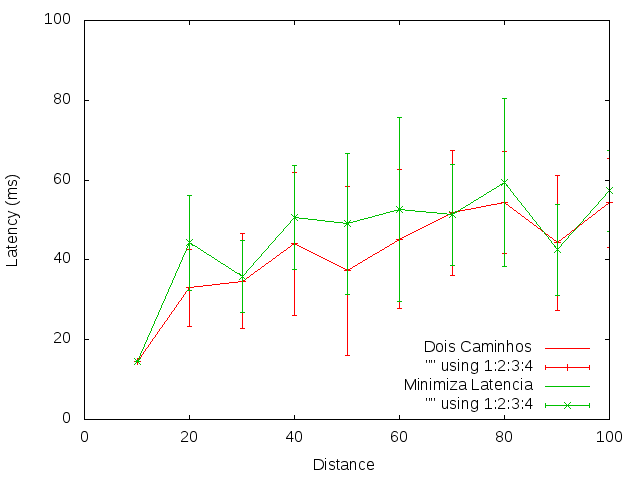 100
80
60
40
20
0
Latency (ms)
Dois Caminhos
"" using 1:2:3:4
Minimiza Latencia
"" using 1:2:3:4
0 20 40 60 80 100
Distance